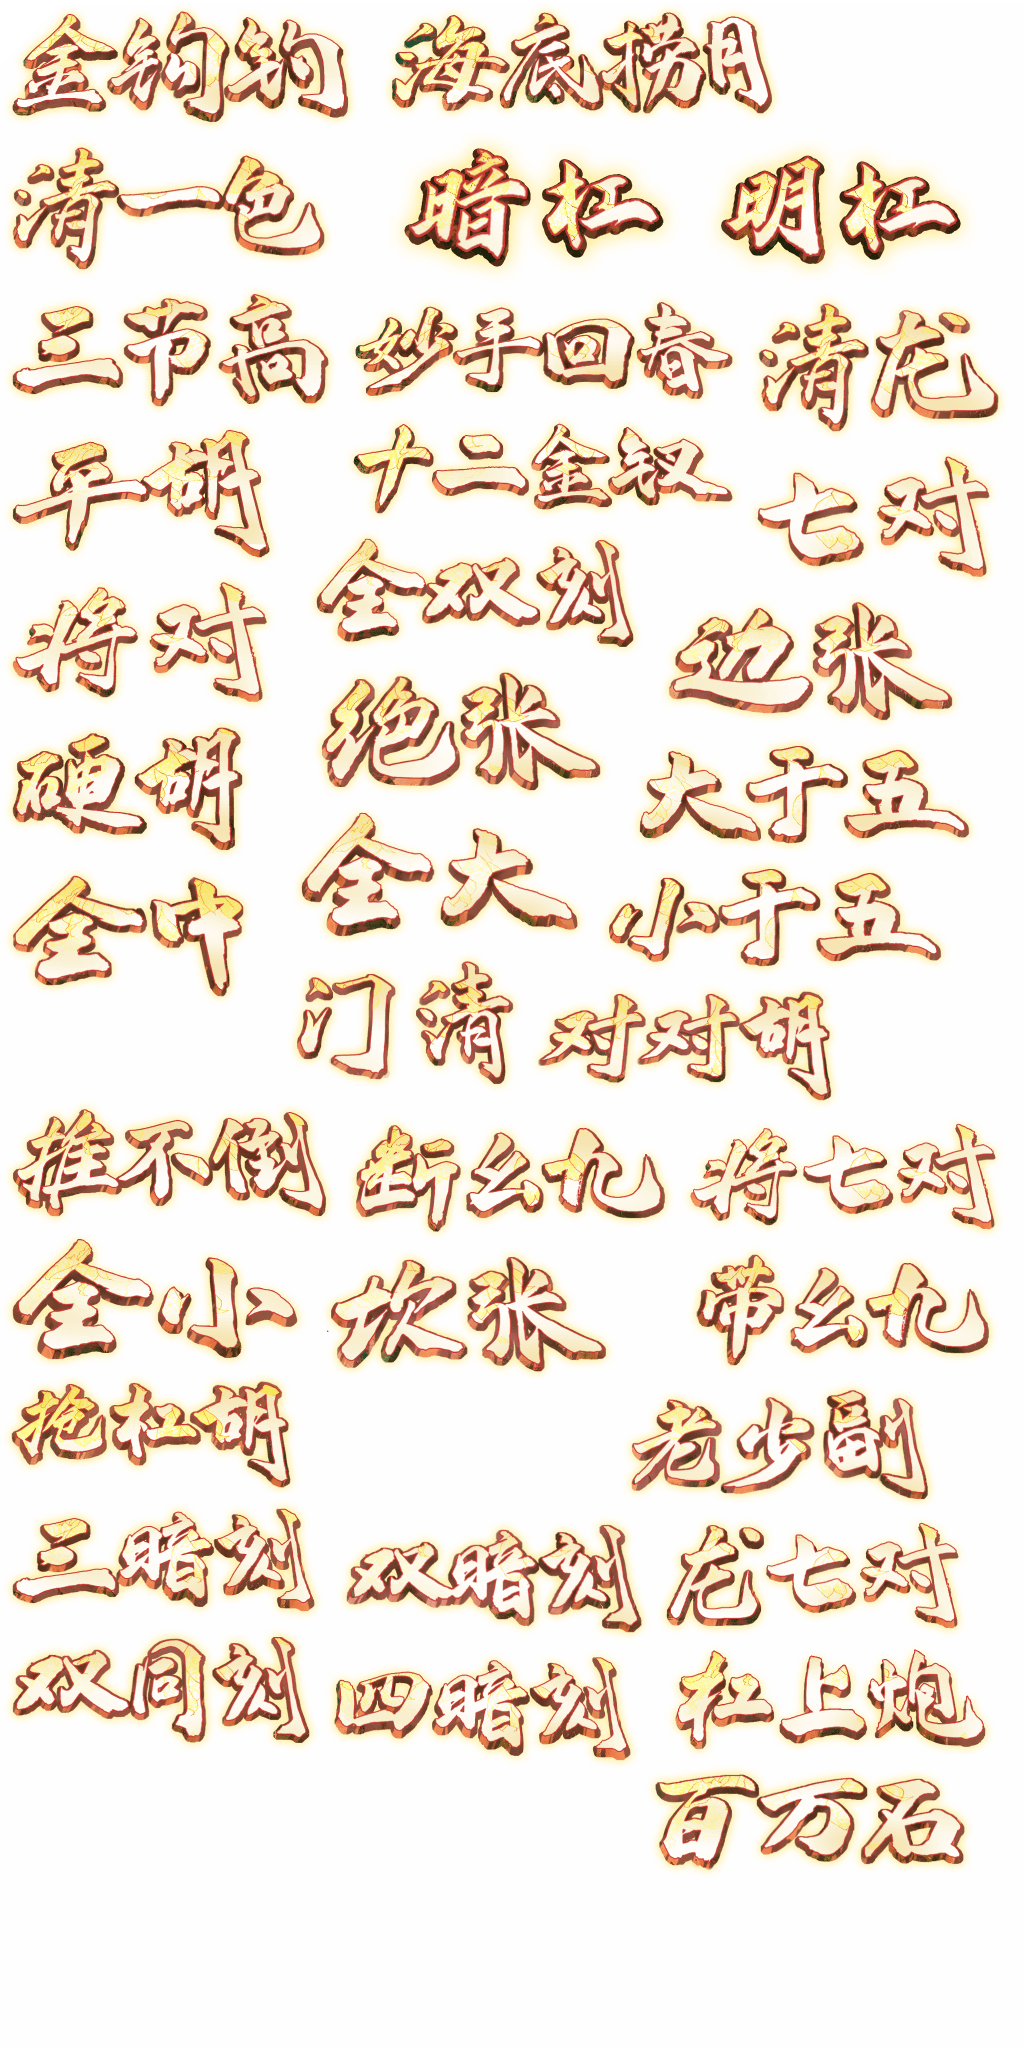 金钩钓 海底捞月
清一色 暗杠 明杠
三节高 妙手回春 清龙
平胡 十二金钗 七对
全双刻
将对 边张
绝张
硬胡 大于五
全大
全中 小于五
门清 对对胡
推不倒 断幺九 将七对
全小 坎张 带幺九
抢杠胡 老少副
三暗刻 双暗刻 龙七对
双同刻 四暗刻 杠上炮
百万石